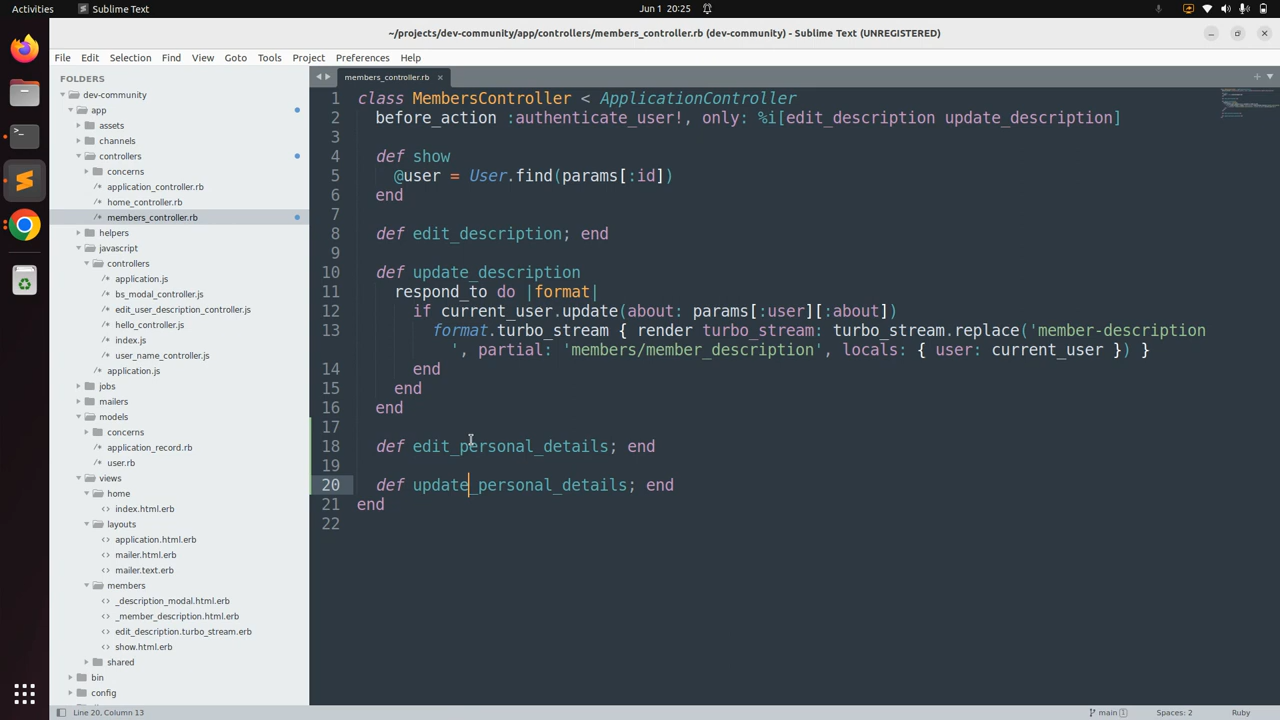 Activities
Sublime Text
Jun 1 20:25
~/projects/dev-community/app/controllers/members_controller.rb (dev-community) - Sublime Text (UNREGISTERED)
File Edit Selection Find View Goto Tools Project Preferences Help
FOLDERS
dev-community
app
assets
channels
controllers
concerns
/* application_controller.rb
/* home_controller.rb
/* members_controller.rb
helpers
javascript
controllers
/* application.js
/* bs_modal_controller.js
/* edit_user_description_controller.js
/* hello_controller.js
/* index.js
/* user_name_controller.js
/* application.js
jobs
mailers
models
concerns
/* application_record.rb
/* user.rb
views
home
<> index.html.erb
layouts
<> application.html.erb
<> mailer.html.erb
<> mailer.text.erb
members
<> _description_modal.html.erb
<> _member_description.html.erb
<> edit_description.turbo_stream.erb
<> show.html.erb
shared
bin
config
members_controller.rb ×
1 class MembersController < ApplicationController
2 before_action :authenticate_user!, only: %i[edit_description update_description]
3
4 def show
5 @user = User.find(params[:id])
6 end
7
8 def edit_description; end
9
10 def update_description
11 respond_to do |format|
12 if current_user.update(about: params[:user][:about])
13 format.turbo_stream { render turbo_stream: turbo_stream.replace('member-description
', partial: 'members/member_description', locals: { user: current_user }) }
14 end
15 end
16 end
17
18 def edit_personal_details; end
19
20 def update_personal_details; end
21 end
22
Line 20, Column 13
main 1
Spaces: 2
Ruby